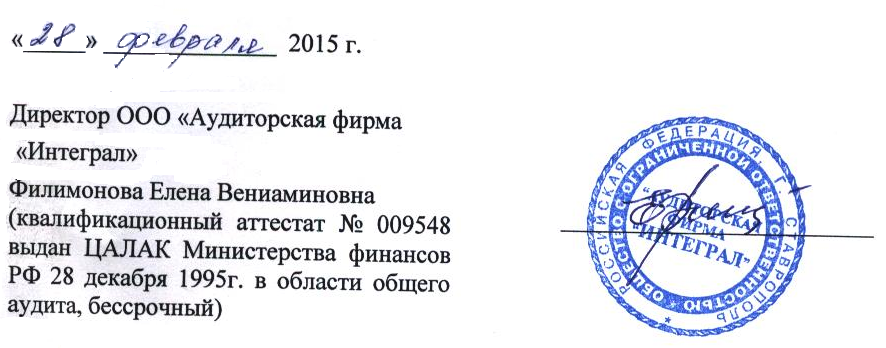 «28» февраля 2015 г.
Директор ООО «Аудиторская фирма
«Интеграл»
Филимонова Елена Вениаминовна
(квалификационный аттестат № 009548
выдан ЦАЛАК Министерства финансов
РФ 28 декабря 1995г. в области общего
аудита, бессрочный)
РОССИЙСКАЯ ФЕДЕРАЦИЯ, Г. СТАВРОПОЛЬ *
ОБЩЕСТВО С ОГРАНИЧЕННОЙ ОТВЕТСТВЕННОСТЬЮ
"АУДИТОРСКАЯ
ФИРМА
"ИНТЕГРАЛ"